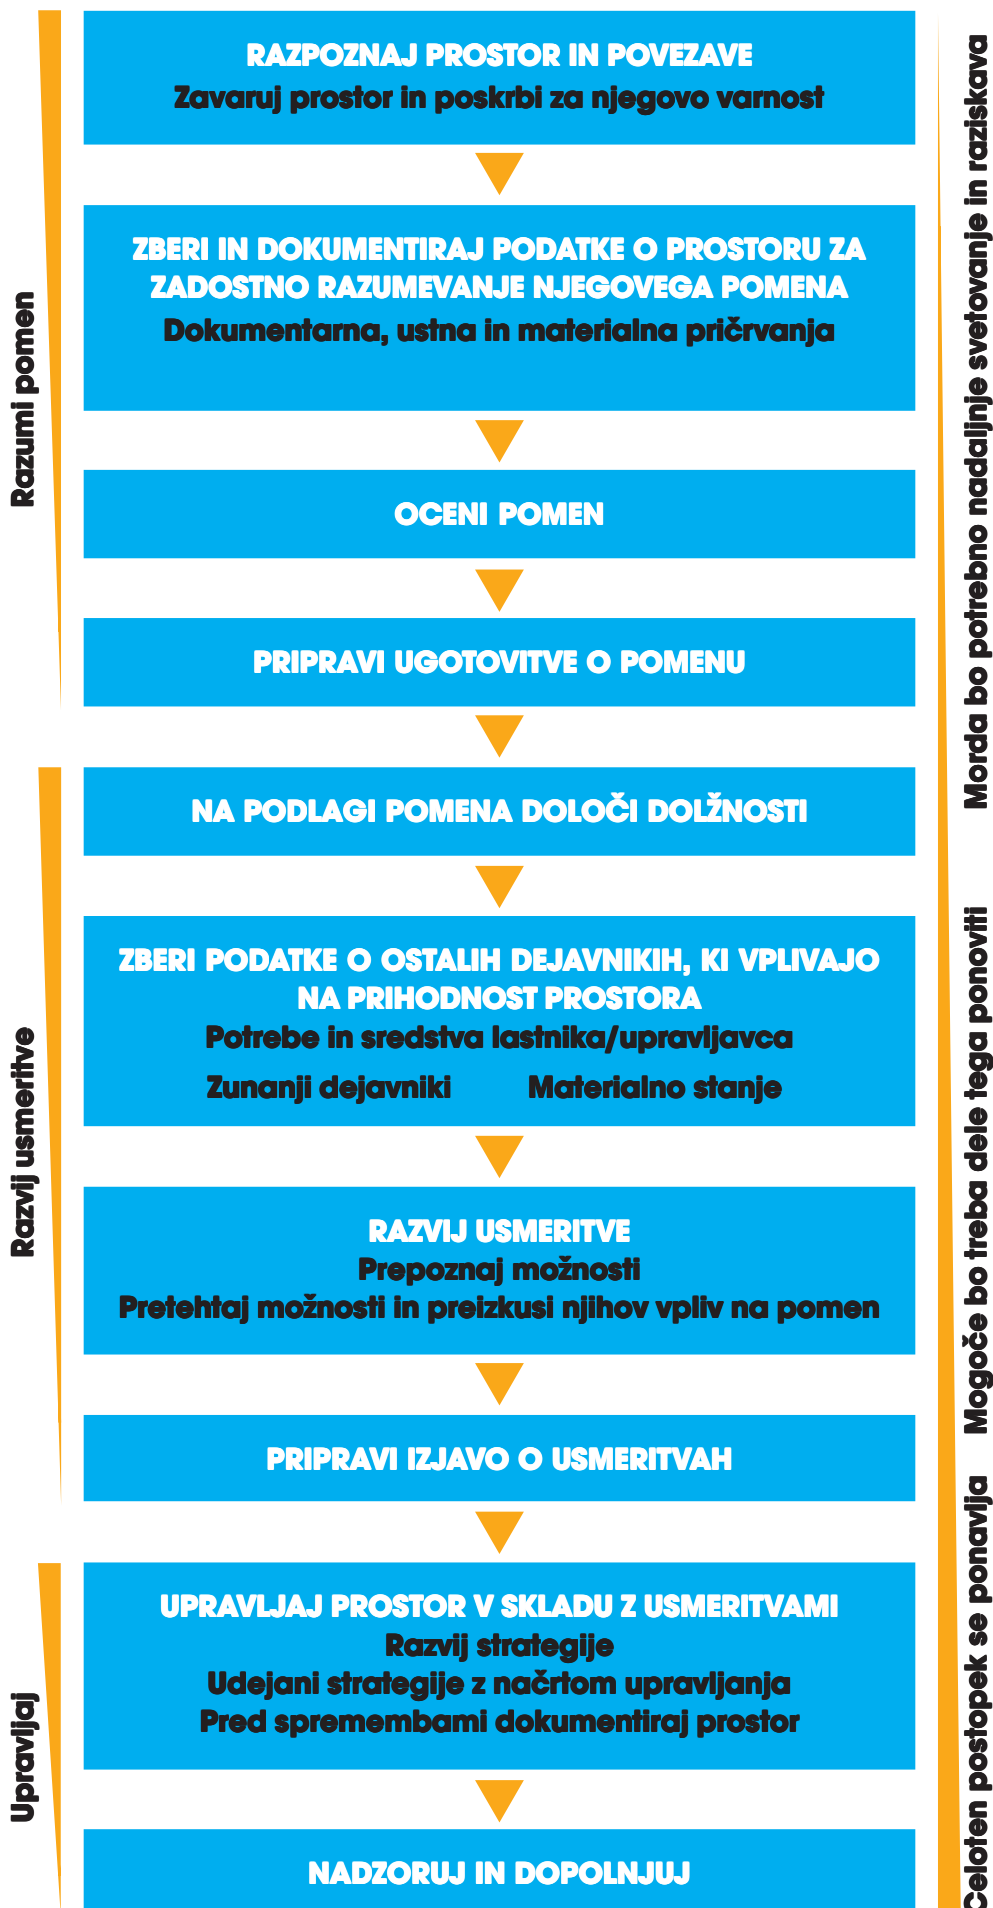 RAZPOZNAJ PROSTOR IN POVEZAVE
Zavaruj prostor in poskrbi za njegovo varnost
ZBERI IN DOKUMENTIRAJ PODATKE O PROSTORU ZA
ZADOSTNO RAZUMEVANJE NJEGOVEGA POMENA
Dokumentarna, ustna in materialna pričrvanja
OCENI POMEN
PRIPRAVI UGOTOVITVE O POMENU
Razumi pomen
NA PODLAGI POMENA DOLOČI DOLŽNOSTI
ZBERI PODATKE O OSTALIH DEJAVNIKIH, KI VPLIVAJO
NA PRIHODNOST PROSTORA
Potrebe in sredstva lastnika/upravljavca
Zunanji dejavniki Materialno stanje
RAZVIJ USMERITVE
Prepoznaj možnosti
Pretehtaj možnosti in preizkusi njihov vpliv na pomen
PRIPRAVI IZJAVO O USMERITVAH
Razvij usmeritve
UPRAVLJAJ PROSTOR V SKLADU Z USMERITVAMI
Razvij strategije
Udejani strategije z načrtom upravljanja
Pred spremembami dokumentiraj prostor
NADZORUJ IN DOPOLNJUJ
Upravljaj
Celoten postopek se ponavlja Mogoče bo treba dele tega ponoviti Morda bo potrebno nadaljnje svetovanje in raziskava